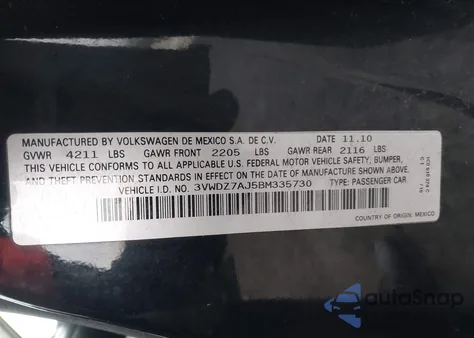 MANUFACTURED BY VOLKSWAGEN DE MEXICO S.A. DE C.V. DATE 11.10
GVWR 4211 LBS GAWR FRONT 2205 LBS GAWR REAR 2116 LBS
THIS VEHICLE CONFORMS TO ALL APPLICABLE U.S. FEDERAL MOTOR VEHICLE SAFETY, BUMPER,
AND THEFT PREVENTION STANDARDS IN EFFECT ON THE DATE OF MANUFACTURE SHOWN ABOVE.
VEHICLE I.D. NO. 3VWDZ7AJ5BM335730 TYPE: PASSENGER CAR
COUNTRY OF ORIGIN: MEXICO
autoSnap